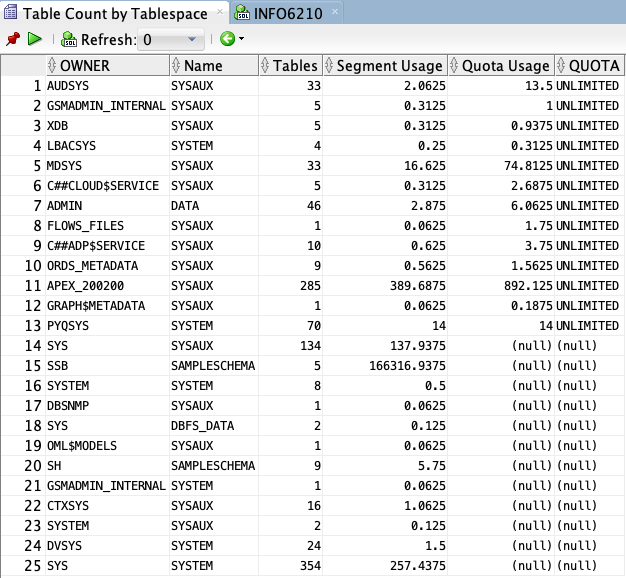 Table Count by Tablespace INFO6210
Refresh: 0
OWNER Name Tables Segment Usage Quota Usage QUOTA
1 AUDSYS SYSAUX 33 2.0625 13.5 UNLIMITED
2 GSMADMIN_INTERNAL SYSAUX 5 0.3125 1 UNLIMITED
3 XDB SYSAUX 5 0.3125 0.9375 UNLIMITED
4 LBACSYS SYSTEM 4 0.25 0.3125 UNLIMITED
5 MDSYS SYSAUX 33 16.625 74.8125 UNLIMITED
6 C##CLOUD$SERVICE SYSAUX 5 0.3125 2.6875 UNLIMITED
7 ADMIN DATA 46 2.875 6.0625 UNLIMITED
8 FLOWS_FILES SYSAUX 1 0.0625 1.75 UNLIMITED
9 C##ADP$SERVICE SYSAUX 10 0.625 3.75 UNLIMITED
10 ORDS_METADATA SYSAUX 9 0.5625 1.5625 UNLIMITED
11 APEX_200200 SYSAUX 285 389.6875 892.125 UNLIMITED
12 GRAPH$METADATA SYSAUX 1 0.0625 0.1875 UNLIMITED
13 PYQSYS SYSTEM 70 14 14 UNLIMITED
14 SYS SYSAUX 134 137.9375 (null) (null)
15 SSB SAMPLESCHEMA 5 166316.9375 (null) (null)
16 SYSTEM SYSTEM 8 0.5 (null) (null)
17 DBSNMP SYSAUX 1 0.0625 (null) (null)
18 SYS DBFS_DATA 2 0.125 (null) (null)
19 OML$MODELS SYSAUX 1 0.0625 (null) (null)
20 SH SAMPLESCHEMA 9 5.75 (null) (null)
21 GSMADMIN_INTERNAL SYSTEM 1 0.0625 (null) (null)
22 CTXSYS SYSAUX 16 1.0625 (null) (null)
23 SYSTEM SYSAUX 2 0.125 (null) (null)
24 DVSYS SYSTEM 24 1.5 (null) (null)
25 SYS SYSTEM 354 257.4375 (null) (null)